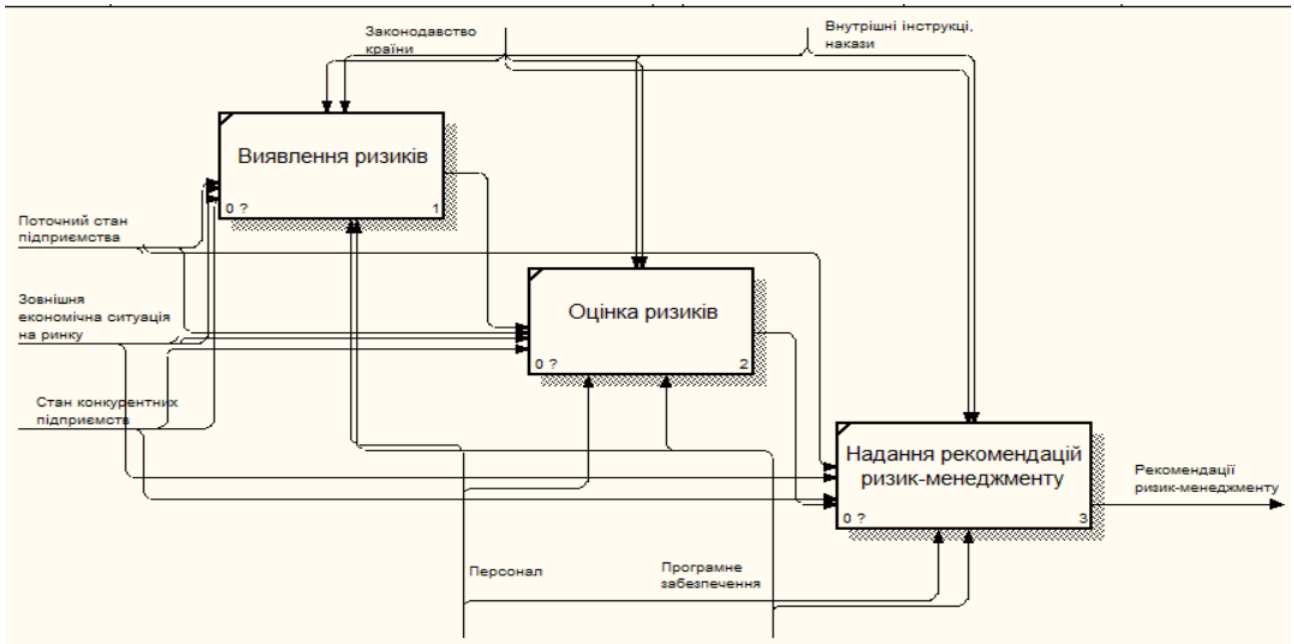 Законодавство
країни
Внутрішні інструкці,
накази
Виявлення ризиків
0 ?
1
Поточний стан
підприємства
Оцінка ризиків
0 ?
2
Зовнішня
економічна ситуація
на ринку
Стан конкурентних
підприємств
Надання рекомендацій
ризик-менеджменту
0 ?
3
Рекомендації
ризик-менеджменту
Персонал
Програмне
забезпечення